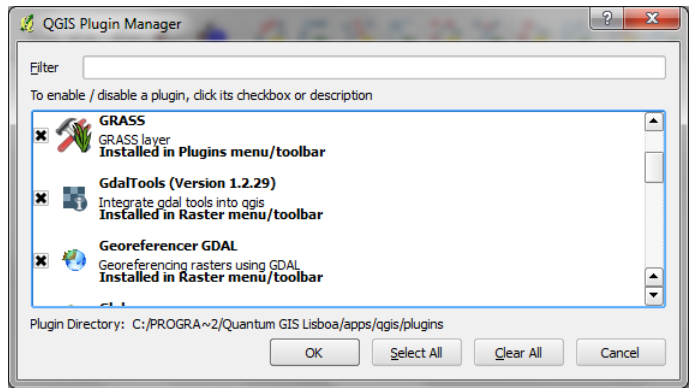 QGIS Plugin Manager
Filter
To enable / disable a plugin, click its checkbox or description
GRASS
GRASS layer
Installed in Plugins menu/toolbar
GdalTools (Version 1.2.29)
Integrate gdal tools into qgis
Installed in Raster menu/toolbar
Georeferencer GDAL
Georeferencing rasters using GDAL
Installed in Raster menu/toolbar
Plugin Directory: C:/PROGRA~2/Quantum GIS Lisboa/apps/qgis/plugins
OK
Select All
Clear All
Cancel